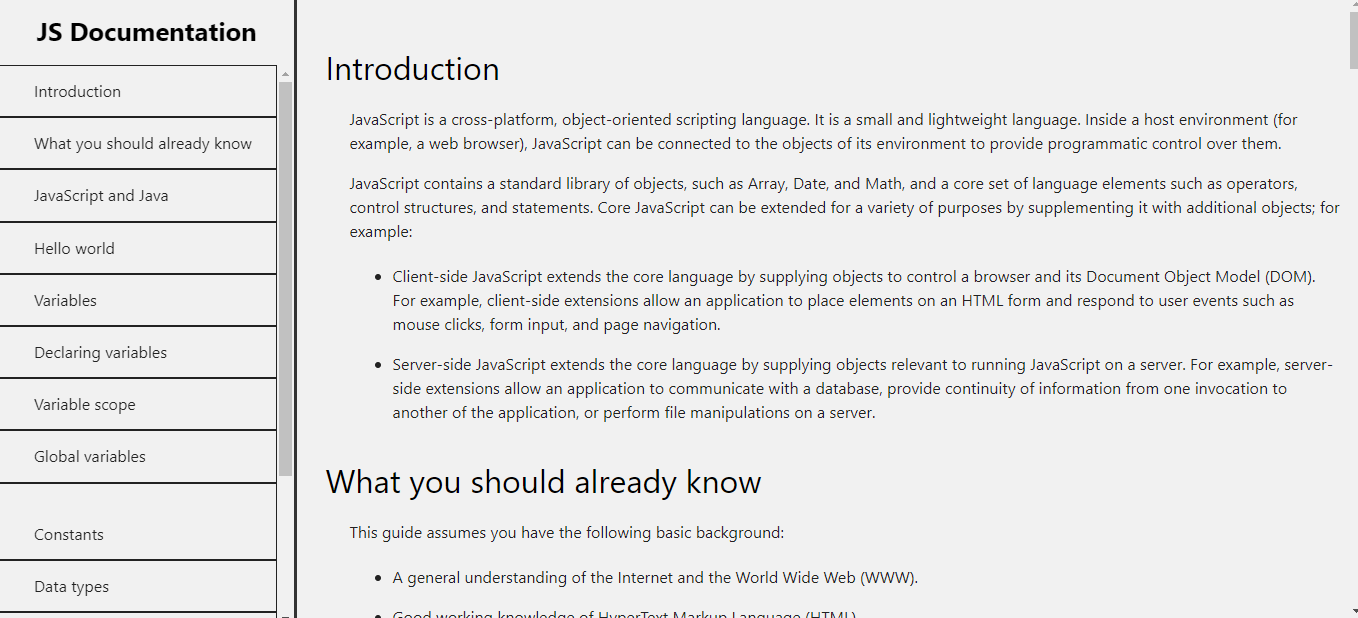 JS Documentation
Introduction
What you should already know
JavaScript and Java
Hello world
Variables
Declaring variables
Variable scope
Global variables
Constants
Data types
Introduction
JavaScript is a cross-platform, object-oriented scripting language. It is a small and lightweight language. Inside a host environment (for
example, a web browser), JavaScript can be connected to the objects of its environment to provide programmatic control over them.
JavaScript contains a standard library of objects, such as Array, Date, and Math, and a core set of language elements such as operators,
control structures, and statements. Core JavaScript can be extended for a variety of purposes by supplementing it with additional objects; for
example:
• Client-side JavaScript extends the core language by supplying objects to control a browser and its Document Object Model (DOM).
For example, client-side extensions allow an application to place elements on an HTML form and respond to user events such as
mouse clicks, form input, and page navigation.
• Server-side JavaScript extends the core language by supplying objects relevant to running JavaScript on a server. For example, server-
side extensions allow an application to communicate with a database, provide continuity of information from one invocation to
another of the application, or perform file manipulations on a server.
What you should already know
This guide assumes you have the following basic background:
• A general understanding of the Internet and the World Wide Web (WWW).
• Good working knowledge of HyperText Markup Language (HTML).